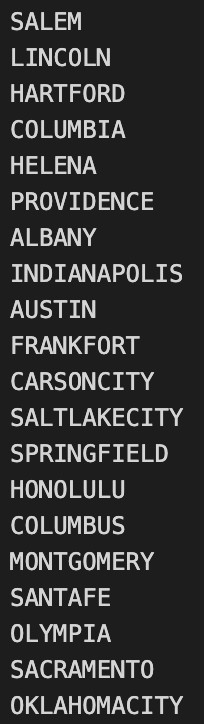 SALEM
LINCOLN
HARTFORD
COLUMBIA
HELENA
PROVIDENCE
ALBANY
INDIANAPOLIS
AUSTIN
FRANKFORT
CARSONCITY
SALTLAKECITY
SPRINGFIELD
HONOLULU
COLUMBUS
MONTGOMERY
SANTAFE
OLYMPIA
SACRAMENTO
OKLAHOMACITY